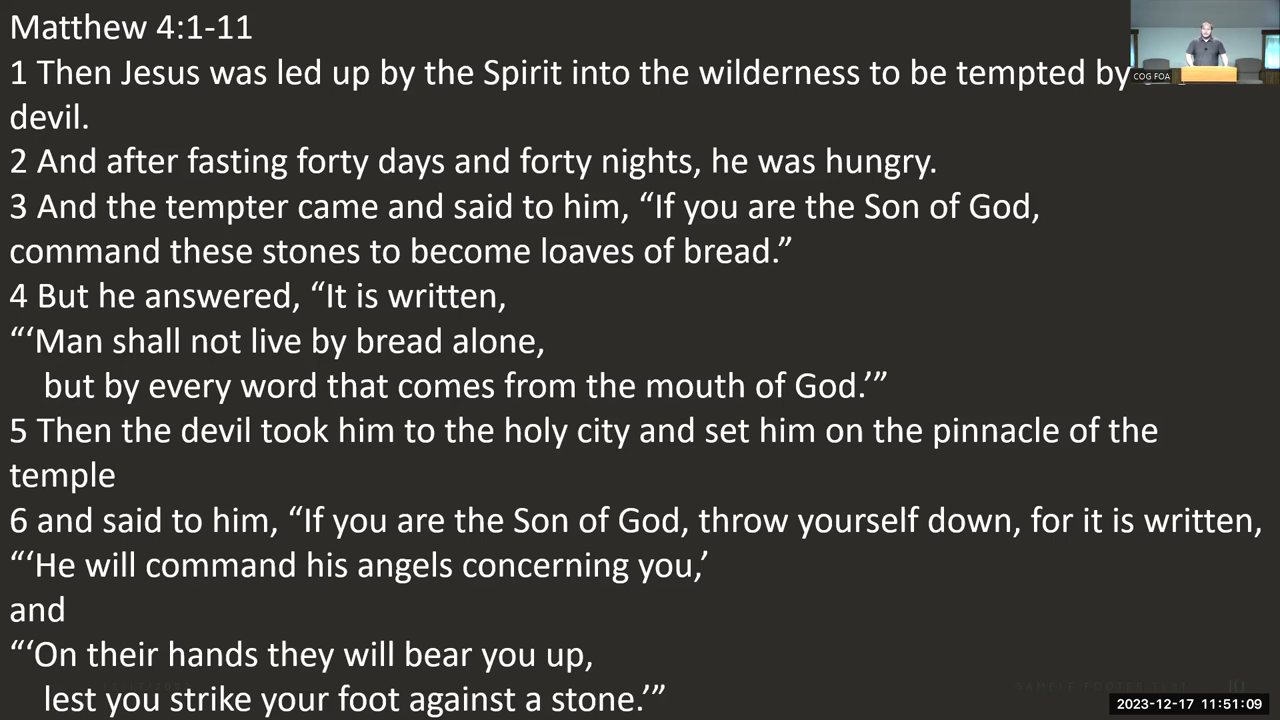 Matthew 4:1-11
1 Then Jesus was led up by the Spirit into the wilderness to be tempted by
devil.
2 And after fasting forty days and forty nights, he was hungry.
3 And the tempter came and said to him, “If you are the Son of God,
command these stones to become loaves of bread.”
4 But he answered, “It is written,
“‘Man shall not live by bread alone,
but by every word that comes from the mouth of God.’”
5 Then the devil took him to the holy city and set him on the pinnacle of the
temple
6 and said to him, “If you are the Son of God, throw yourself down, for it is written,
“‘He will command his angels concerning you,’
and
“‘On their hands they will bear you up,
lest you strike your foot against a stone.’”
COG FOA
2023-12-17 11:51:09